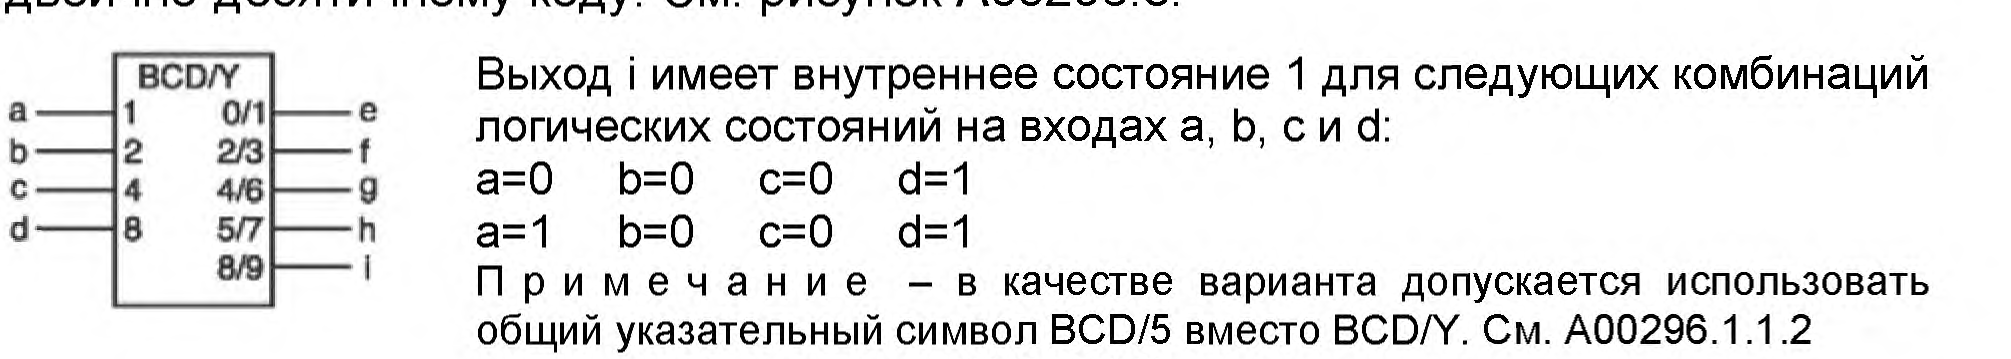 BCD/Y
a 1 0/1 e
b 2 2/3 f
c 4 4/6 g
d 8 5/7 h
8/9 i
Выход i имеет внутреннее состояние 1 для следующих комбинаций
логических состояний на входах a, b, c и d:
a=0 b=0 c=0 d=1
a=1 b=0 c=0 d=1
П р и м е ч а н и е – в качестве варианта допускается использовать
общий указательный символ BCD/5 вместо BCD/Y. См. A00296.1.1.2